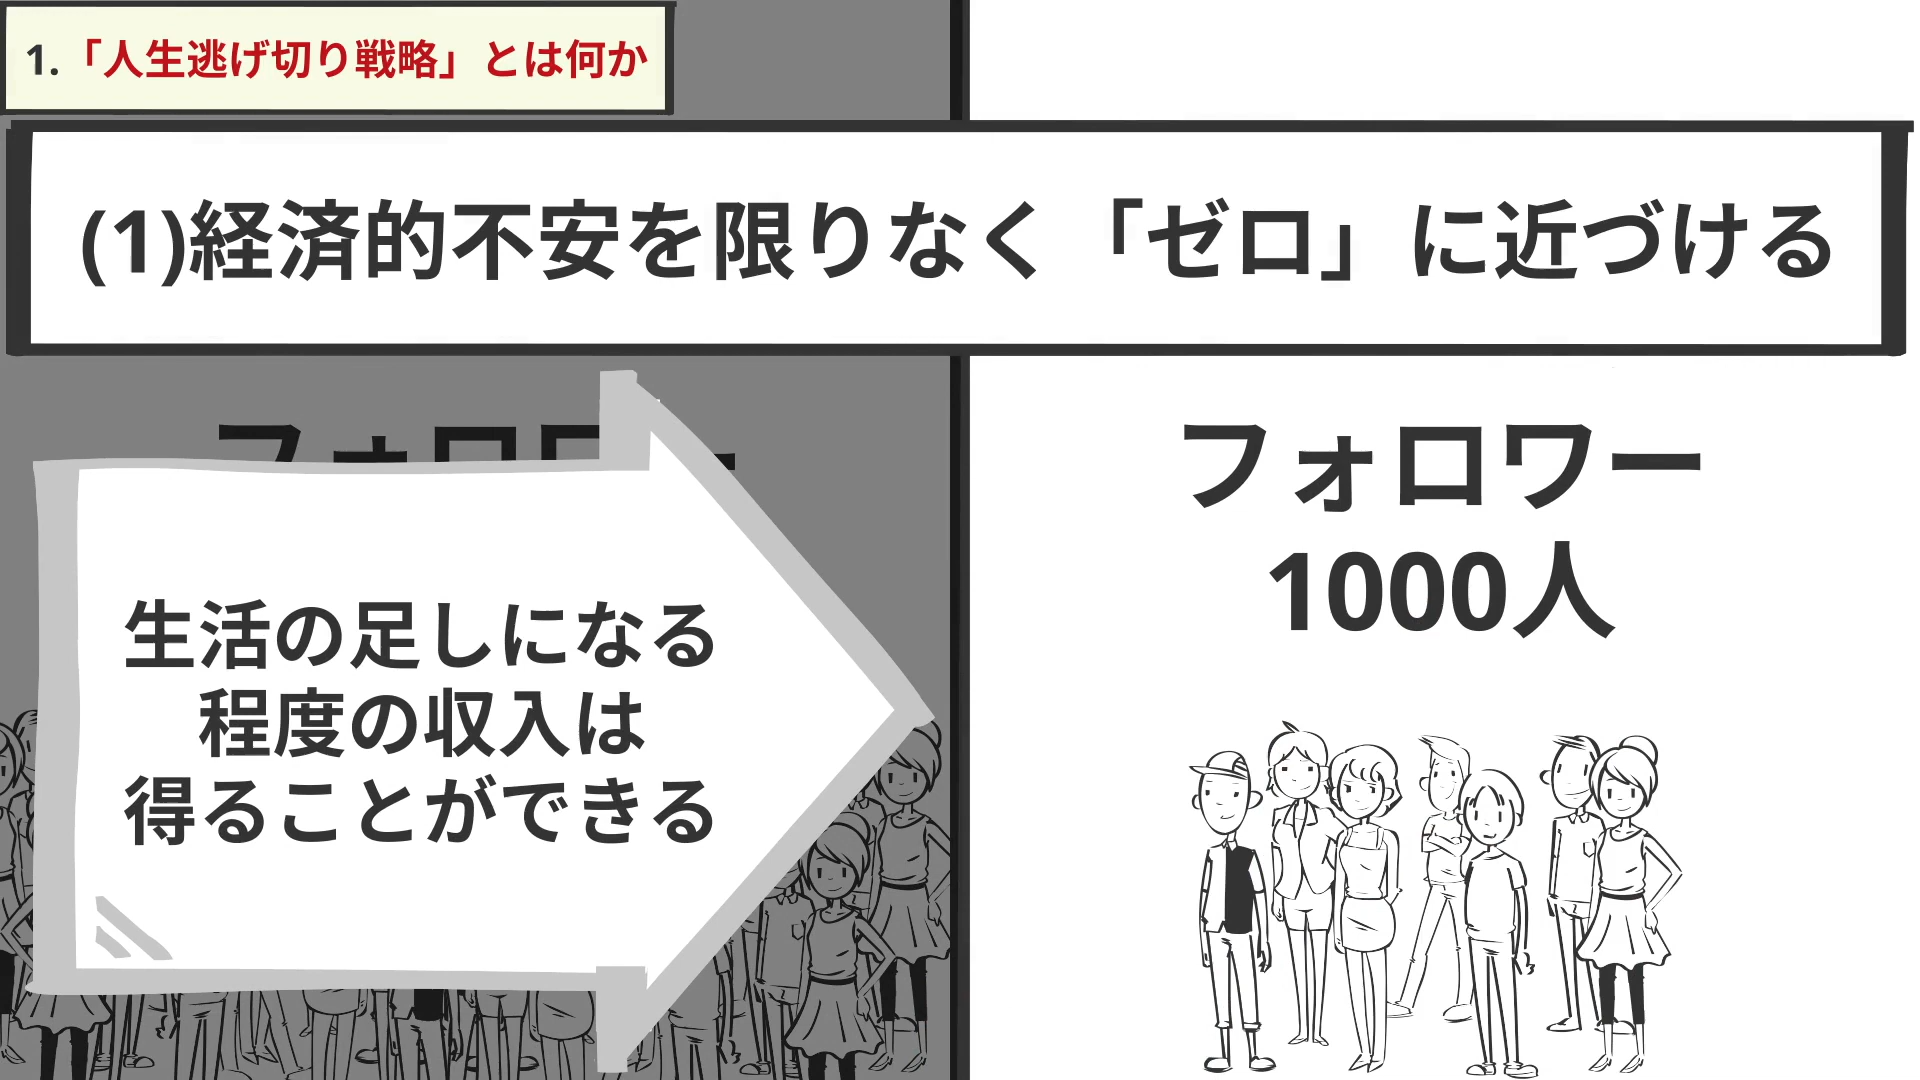 1.「人生逃げ切り戦略」とは何か
(1)経済的不安を限りなく「ゼロ」に近づける
フォロワー
1000人
生活の足しになる
程度の収入は
得ることができる